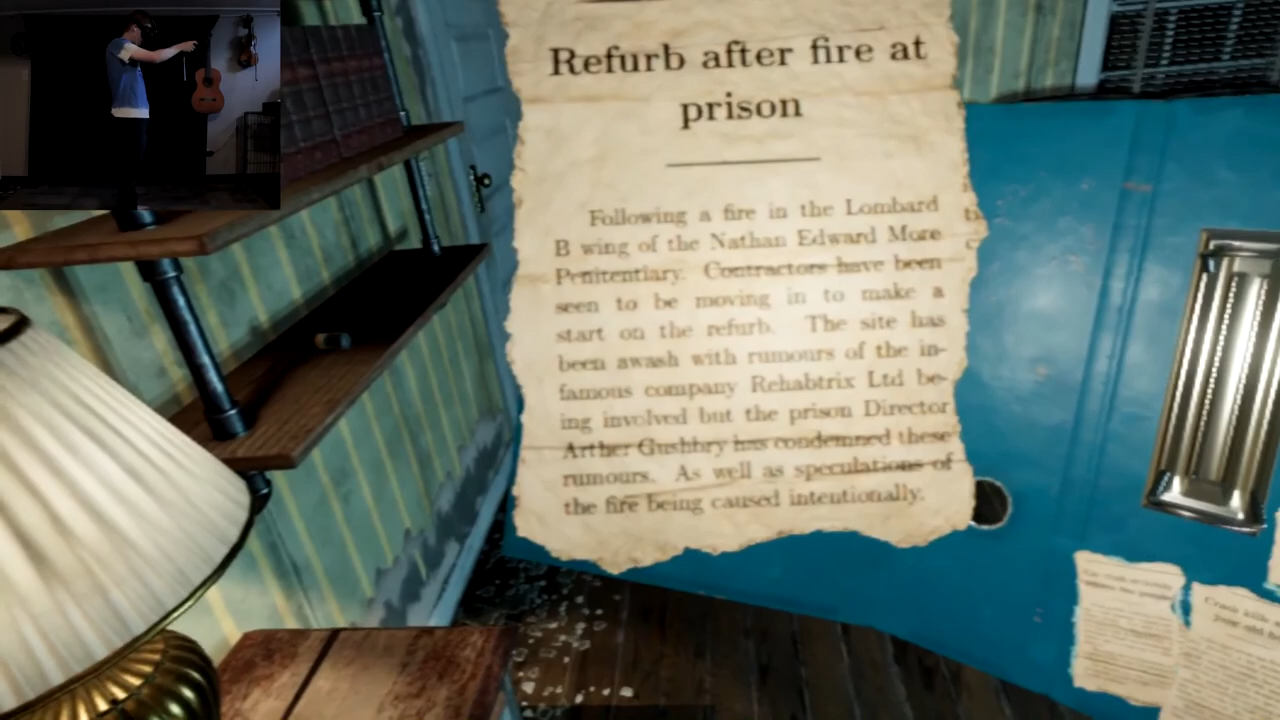 Refurb after fire at
prison
Following a fire in the Lombard
B wing of the Nathan Edward More
Penitentiary. Contractors have been
seen to be moving in to make a
start on the refurb. The site has
been awash with rumours of the in-
famous company Rehabtrix Ltd be-
ing involved but the prison Director
Arther Gushbry has condemned these
rumours. As well as speculations of
the fire being caused intentionally.
Crash kills